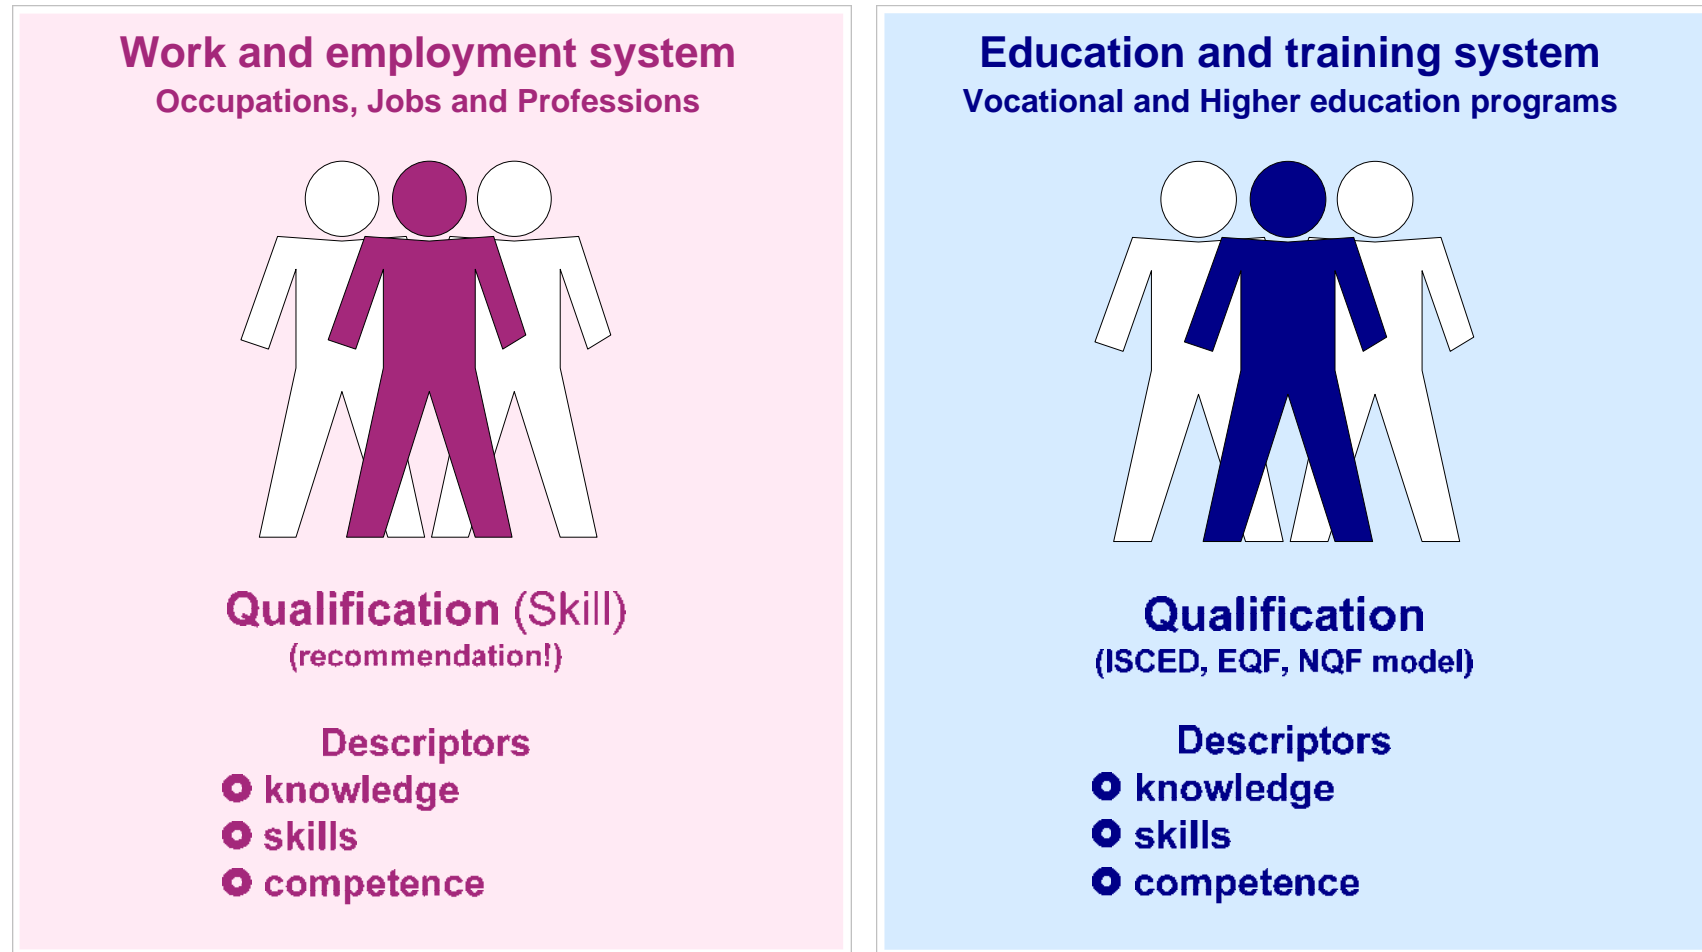 Work and employment system
Occupations, Jobs and Professions
Qualification (Skill)
(recommendation!)
Descriptors
knowledge
skills
competence
Education and training system
Vocational and Higher education programs
Qualification
(ISCED, EQF, NQF model)
Descriptors
knowledge
skills
competence